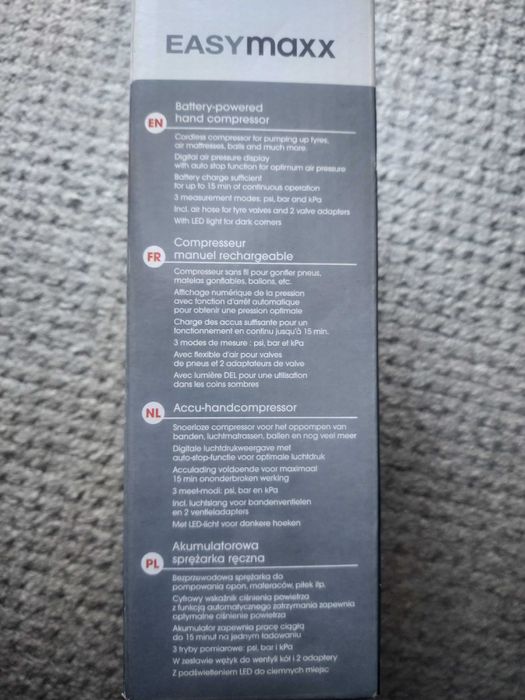 EASYmaxx
EN
Battery-powered
hand compressor
Cordless compressor for pumping up tyres,
air mattresses, balls and much more.
Digital air pressure display
with auto stop function for optimum air pressure
Battery charge sufficient
for up to 15 min of continuous operation
3 measurement modes: psi, bar and kPa
Incl. air hose for tyre valves and 2 valve adapters
With LED light for dark corners
FR
Compresseur
manuel rechargeable
Compresseur sans fil pour gonfler pneus,
matelas gonflables, ballons, etc.
Affichage numérique de la pression
avec fonction d'arrêt automatique
pour obtenir une pression optimale
Charge des accus suffisante pour un
fonctionnement en continu jusqu'à 15 min.
3 modes de mesure : psi, bar et kPa
Avec flexible d'air pour valves
de pneus et 2 adaptateurs de valve
Avec lumière DEL pour une utilisation
dans les coins sombres
NL
Accu-handcompressor
Snoerloze compressor voor het oppompen van
banden, luchtmatrassen, ballen en nog veel meer
Digitale luchtdrukweergave met
auto-stop-functie voor optimale luchtdruk
Acculading voldoende voor maximaal
15 min ononderbroken werking
3 meet-modi: psi, bar en kPa
Incl. luchtslang voor bandenventielen
en 2 ventieladapters
Met LED-licht voor donkere hoeken
PL
Akumulatorowa
sprężarka ręczna
Bezprzewodowa sprężarka do
pompowania opon, materaców, piłek itp.
Cyfrowy wskaźnik ciśnienia powietrza
z funkcją automatycznego zatrzymania zapewnia
optymalne ciśnienie powietrza
Akumulator zapewnia pracę ciągłą
do 15 minut na jednym ładowaniu
3 tryby pomiarowe: psi, bar i kPa
W zestawie wężyk do wentyli kół i 2 adaptery
Z podświetleniem LED do ciemnych miejsc